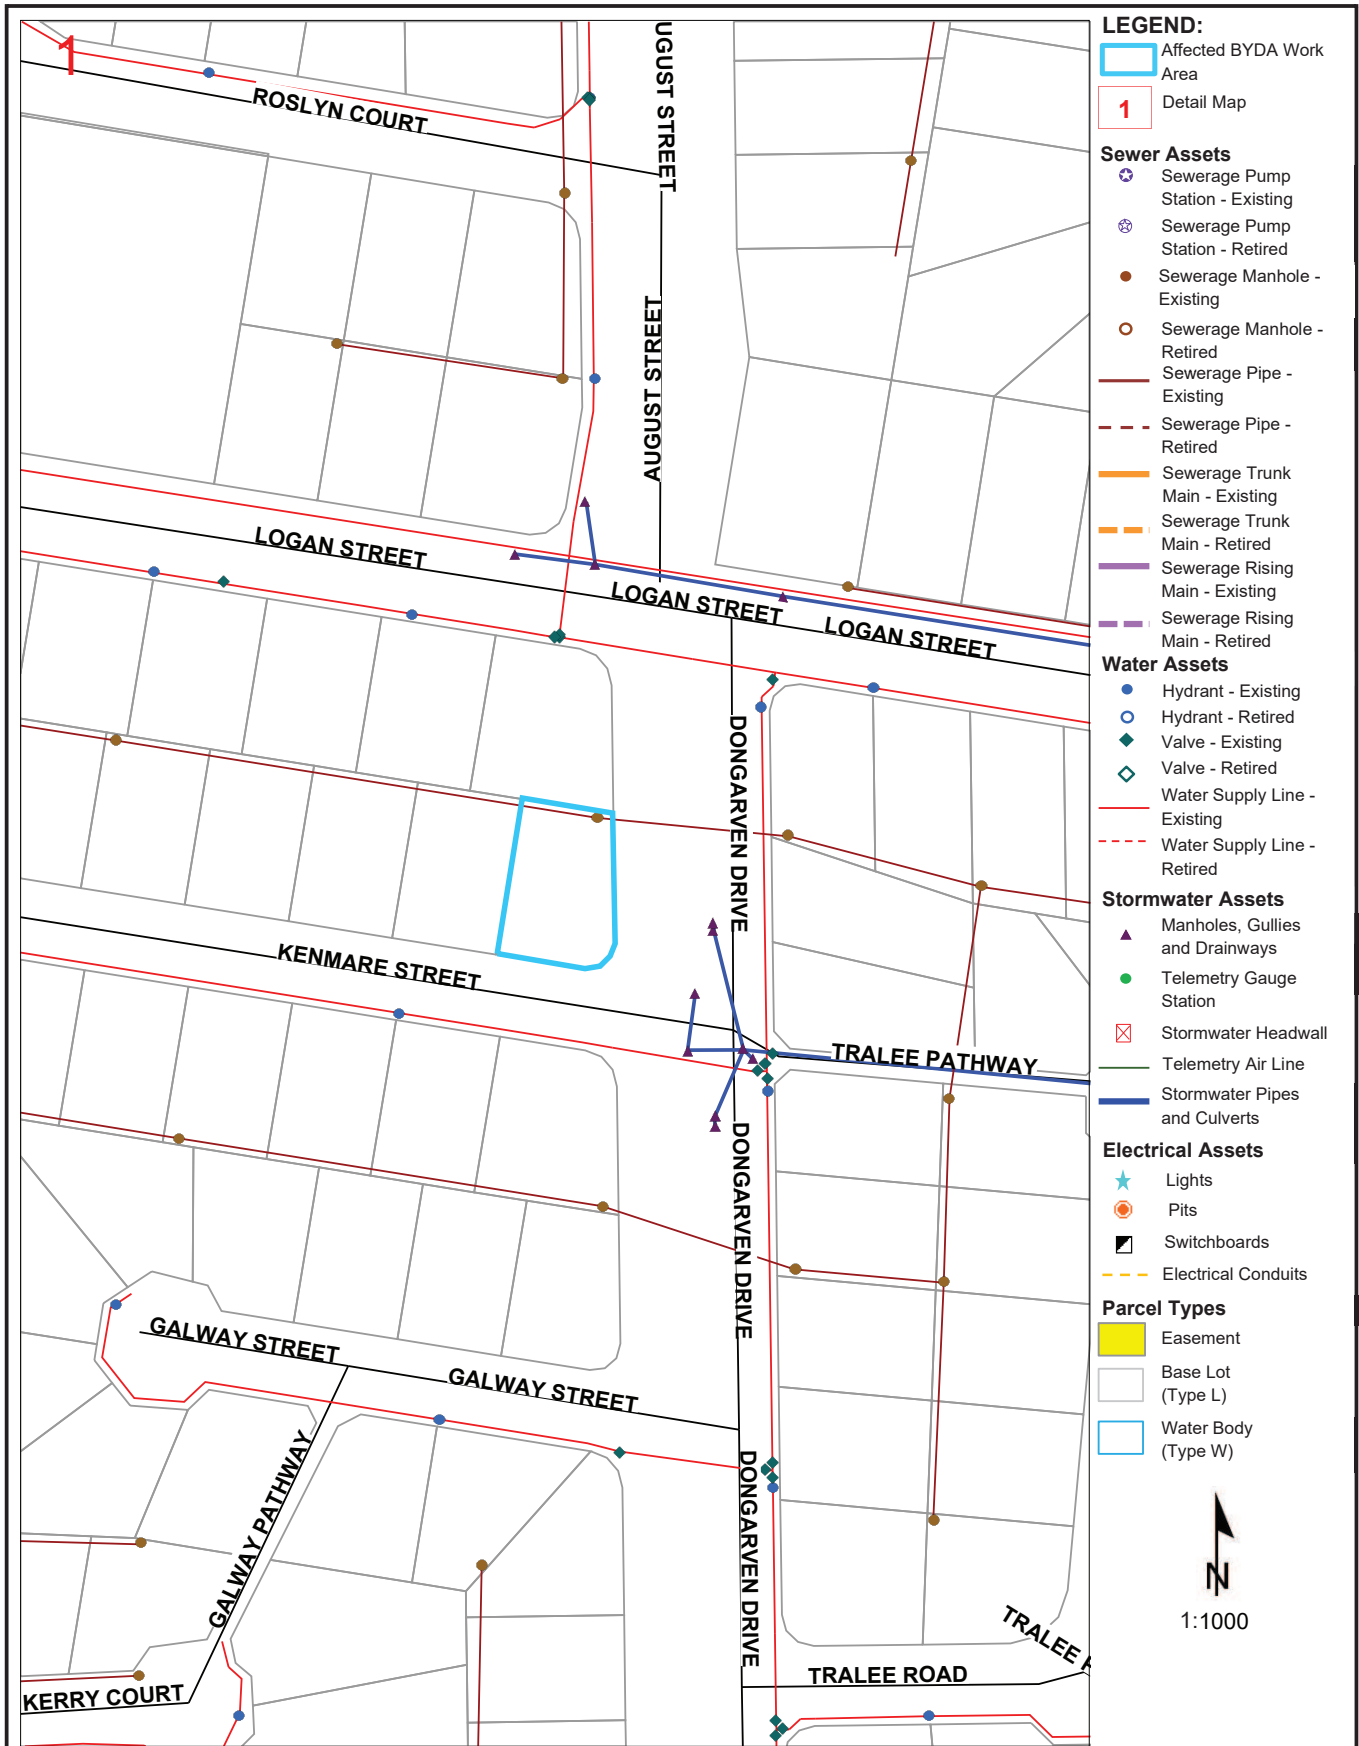 1
ROSLYN COURT
UGUST STREET
AUGUST STREET
LOGAN STREET
LOGAN STREET
LOGAN STREET
DONGARVEN DRIVE
KENMARE STREET
TRALEE PATHWAY
DONGARVEN DRIVE
GALWAY STREET
GALWAY STREET
GALWAY PATHWAY
DONGARVEN DRIVE
KERRY COURT
TRALEE ROAD
TRALEE
LEGEND:
Affected BYDA Work
Area
1
Detail Map
Sewer Assets
Sewerage Pump
Station - Existing
Sewerage Pump
Station - Retired
Sewerage Manhole -
Existing
Sewerage Manhole -
Retired
Sewerage Pipe -
Existing
Sewerage Pipe -
Retired
Sewerage Trunk
Main - Existing
Sewerage Trunk
Main - Retired
Sewerage Rising
Main - Existing
Sewerage Rising
Main - Retired
Water Assets
Hydrant - Existing
Hydrant - Retired
Valve - Existing
Valve - Retired
Water Supply Line -
Existing
Water Supply Line -
Retired
Stormwater Assets
Manholes, Gullies
and Drainways
Telemetry Gauge
Station
Stormwater Headwall
Telemetry Air Line
Stormwater Pipes
and Culverts
Electrical Assets
Lights
Pits
Switchboards
Electrical Conduits
Parcel Types
Easement
Base Lot
(Type L)
Water Body
(Type W)
N
1:1000